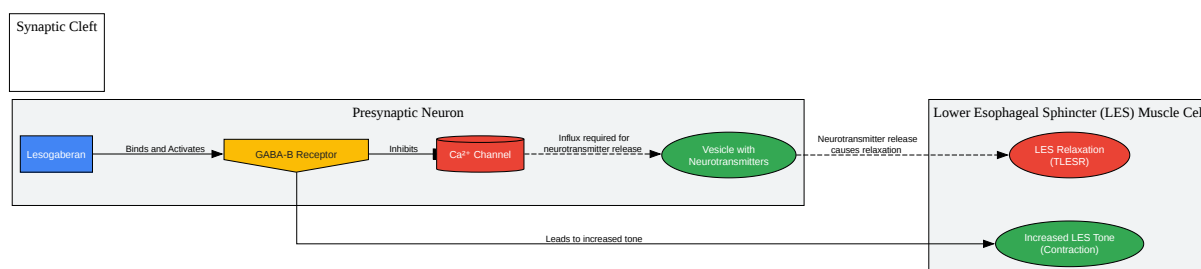 Synaptic Cleft
Presynaptic Neuron
Lower Esophageal Sphincter (LES) Muscle Cel
Lesogaberan
Binds and Activates
GABA-B Receptor
Inhibits
Ca²⁺ Channel
Influx required for
neurotransmitter release
Vesicle with
Neurotransmitters
Neurotransmitter release
causes relaxation
LES Relaxation
(TLESR)
Leads to increased tone
Increased LES Tone
(Contraction)